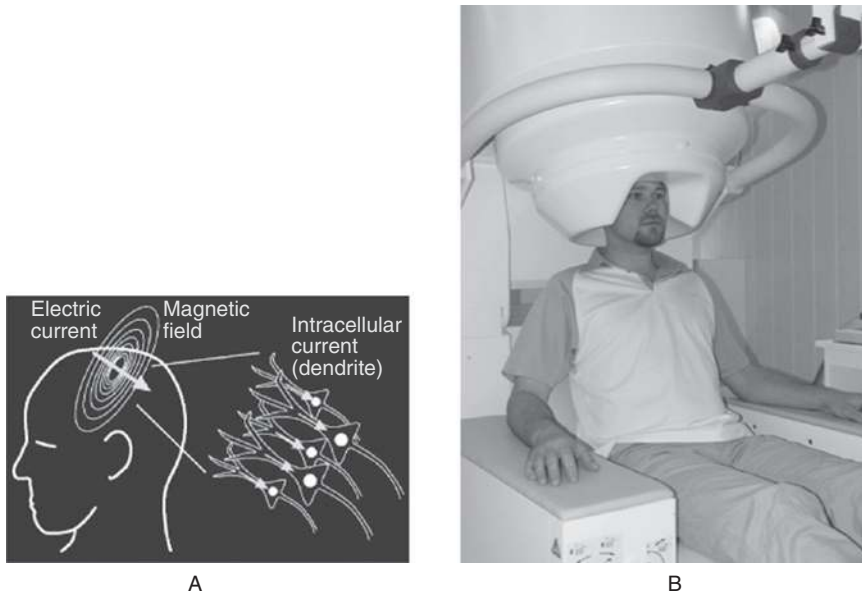 Electric
current
Magnetic
field
Intracellular
current
(dendrite)
A
B